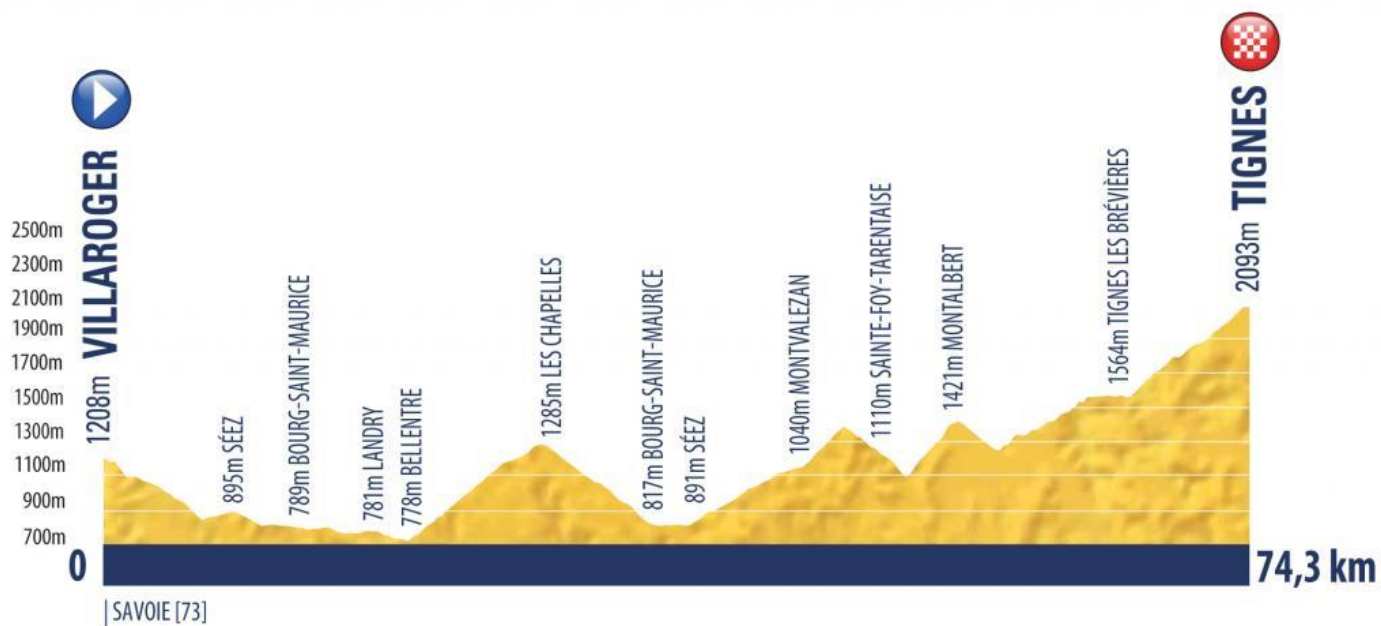 2500m
2300m
2100m
1900m
1700m
1500m
1300m
1100m
900m
700m
1208m VILLAROGER
895m SÉEZ
789m BOURG-SAINT-MAURICE
781m LANDRY
778m BELLENTRE
1285m LES CHAPELLES
817m BOURG-SAINT-MAURICE
891m SÉEZ
1040m MONTVALEZAN
1110m SAINTE-FOY-TARENTAISE
1421m MONTALBERT
1564m TIGNES LES BRÉVIÈRES
2093m TIGNES
0
74,3 km
SAVOIE [73]